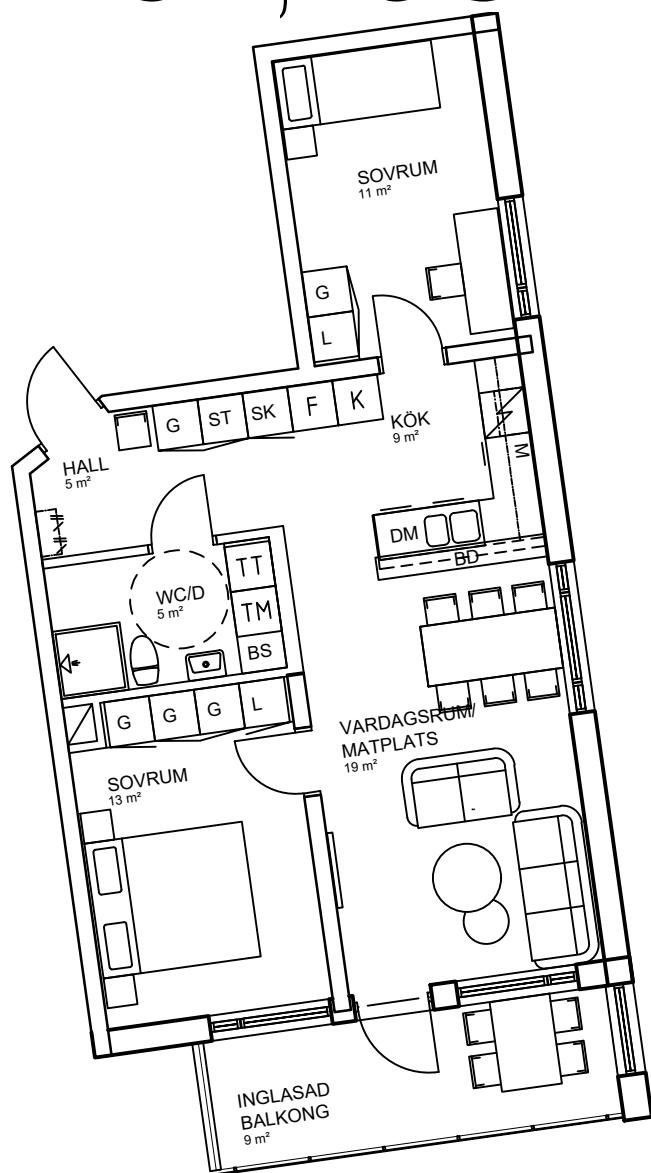 SOVRUM
11 m²
G
L
G
ST
SK
F
K
KÖK
9 m²
HALL
5 m²
M
DM
BD
TT
WC/D
5 m²
TM
BS
G
G
G
L
VARDAGSRUM/
MATPLATS
19 m²
SOVRUM
13 m²
INGLASAD
BALKONG
9 m²